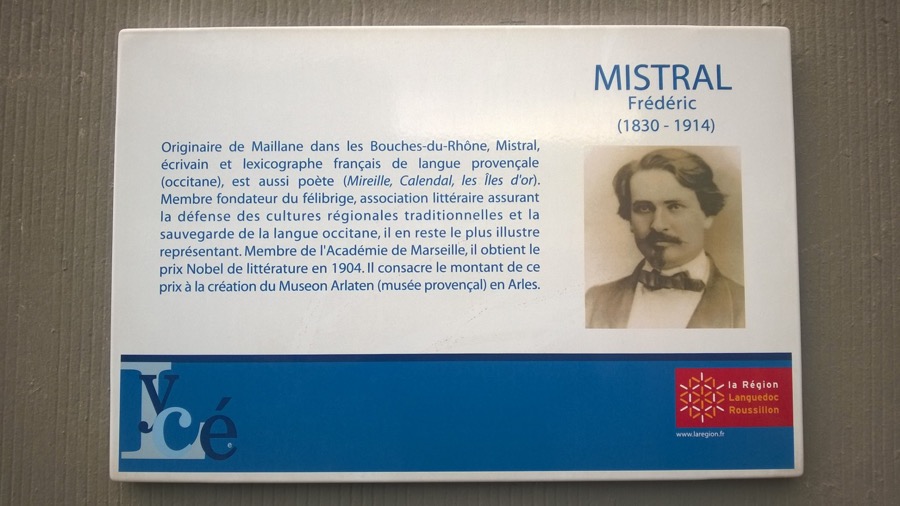 MISTRAL
Frédéric
(1830 - 1914)
Originaire de Maillane dans les Bouches-du-Rhône, Mistral,
écrivain et lexicographe français de langue provençale
(occitane), est aussi poète (Mireille, Calendal, les Îles d'or).
Membre fondateur du félibrige, association littéraire assurant
la défense des cultures régionales traditionnelles et la
sauvegarde de la langue occitane, il en reste le plus illustre
représentant. Membre de l'Académie de Marseille, il obtient le
prix Nobel de littérature en 1904. Il consacre le montant de ce
prix à la création du Museon Arlaten (musée provençal) en Arles.
Lycée
la Région
Languedoc
Roussillon
www.laregion.fr